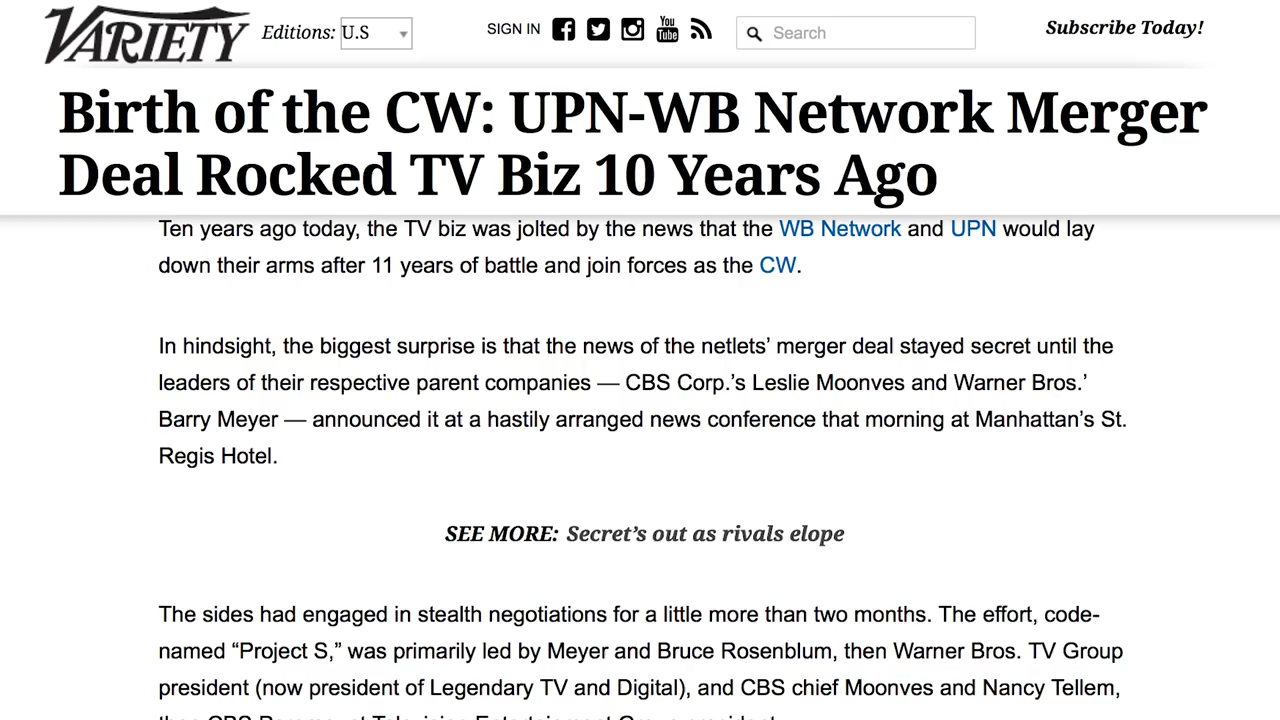 VARIETY Editions: U.S SIGN IN You Tube Search Subscribe Today!
Birth of the CW: UPN-WB Network Merger
Deal Rocked TV Biz 10 Years Ago
Ten years ago today, the TV biz was jolted by the news that the WB Network and UPN would lay
down their arms after 11 years of battle and join forces as the CW.
In hindsight, the biggest surprise is that the news of the netlets’ merger deal stayed secret until the
leaders of their respective parent companies — CBS Corp.’s Leslie Moonves and Warner Bros.’
Barry Meyer — announced it at a hastily arranged news conference that morning at Manhattan’s St.
Regis Hotel.
SEE MORE: Secret’s out as rivals elope
The sides had engaged in stealth negotiations for a little more than two months. The effort, code-
named “Project S,” was primarily led by Meyer and Bruce Rosenblum, then Warner Bros. TV Group
president (now president of Legendary TV and Digital), and CBS chief Moonves and Nancy Tellem,